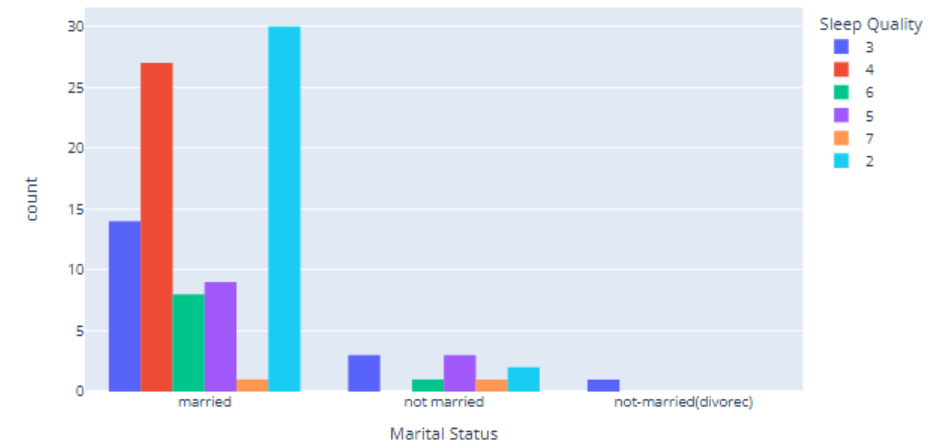 30
25
20
15
10
5
0
count
married
not married
not-married(divorec)
Marital Status
Sleep Quality
3
4
6
5
7
2